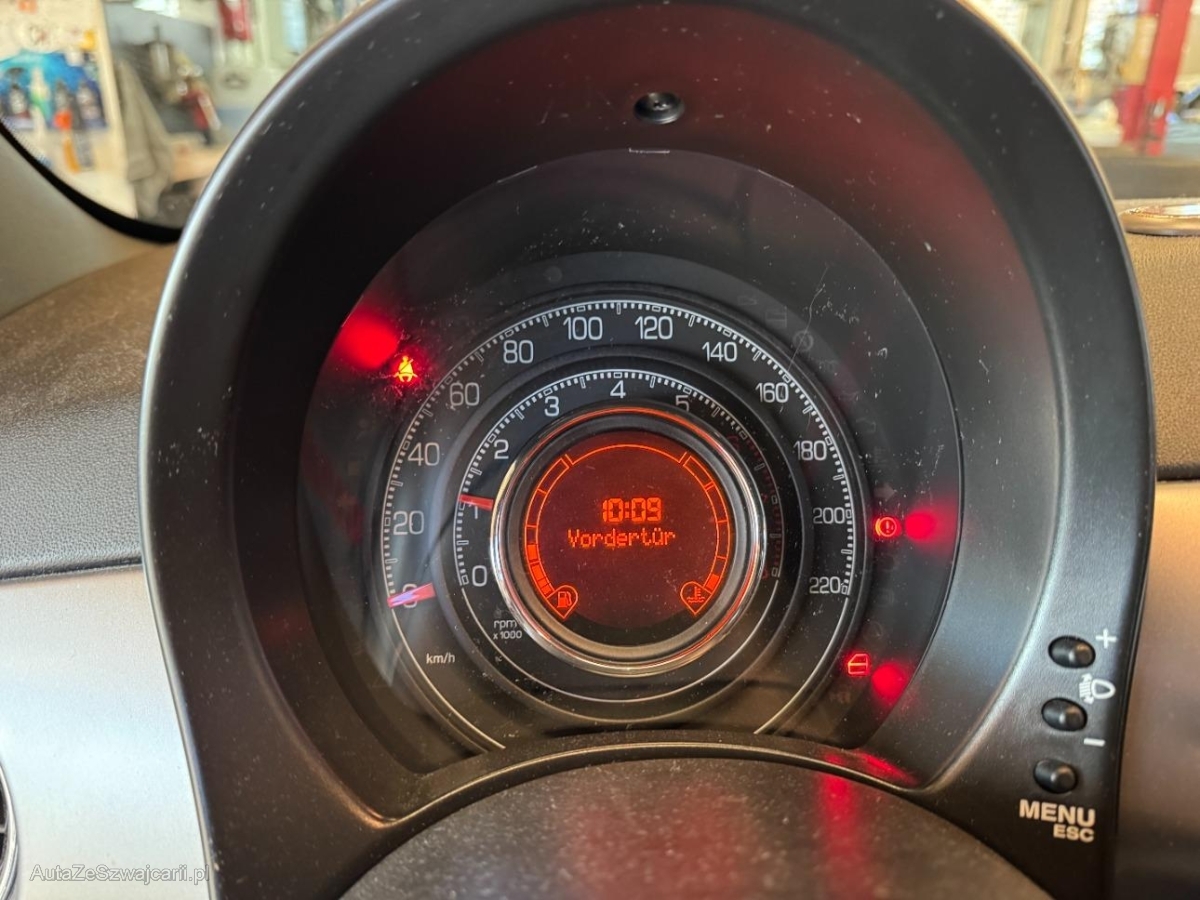 100 120
80 140
60 160
40 180
20 200
0 220
4
3 5
2
1
0
10:09
Vordertür
rpm
x 1000
km/h
+
−
MENU
ESC
AutaZeSzwajcarii.pl